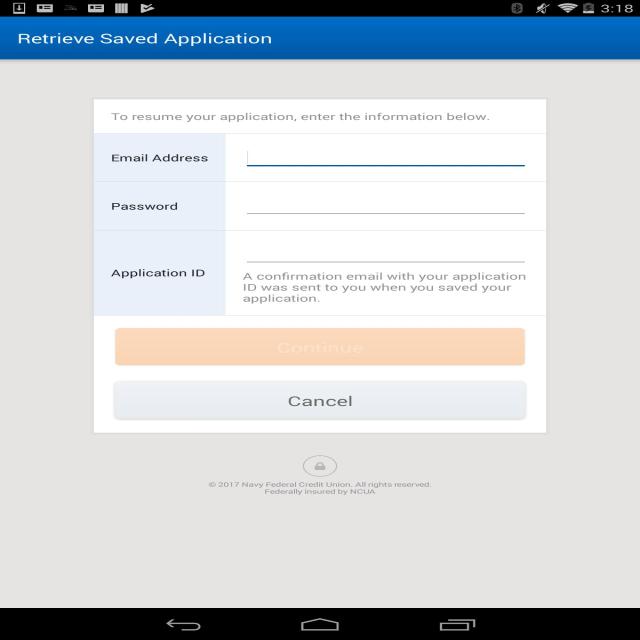 3:18
Retrieve Saved Application
To resume your application, enter the information below.
Email Address
Password
Application ID
A confirmation email with your application
ID was sent to you when you saved your
application.
Continue
Cancel
© 2017 Navy Federal Credit Union. All rights reserved.
Federally Insured by NCUA